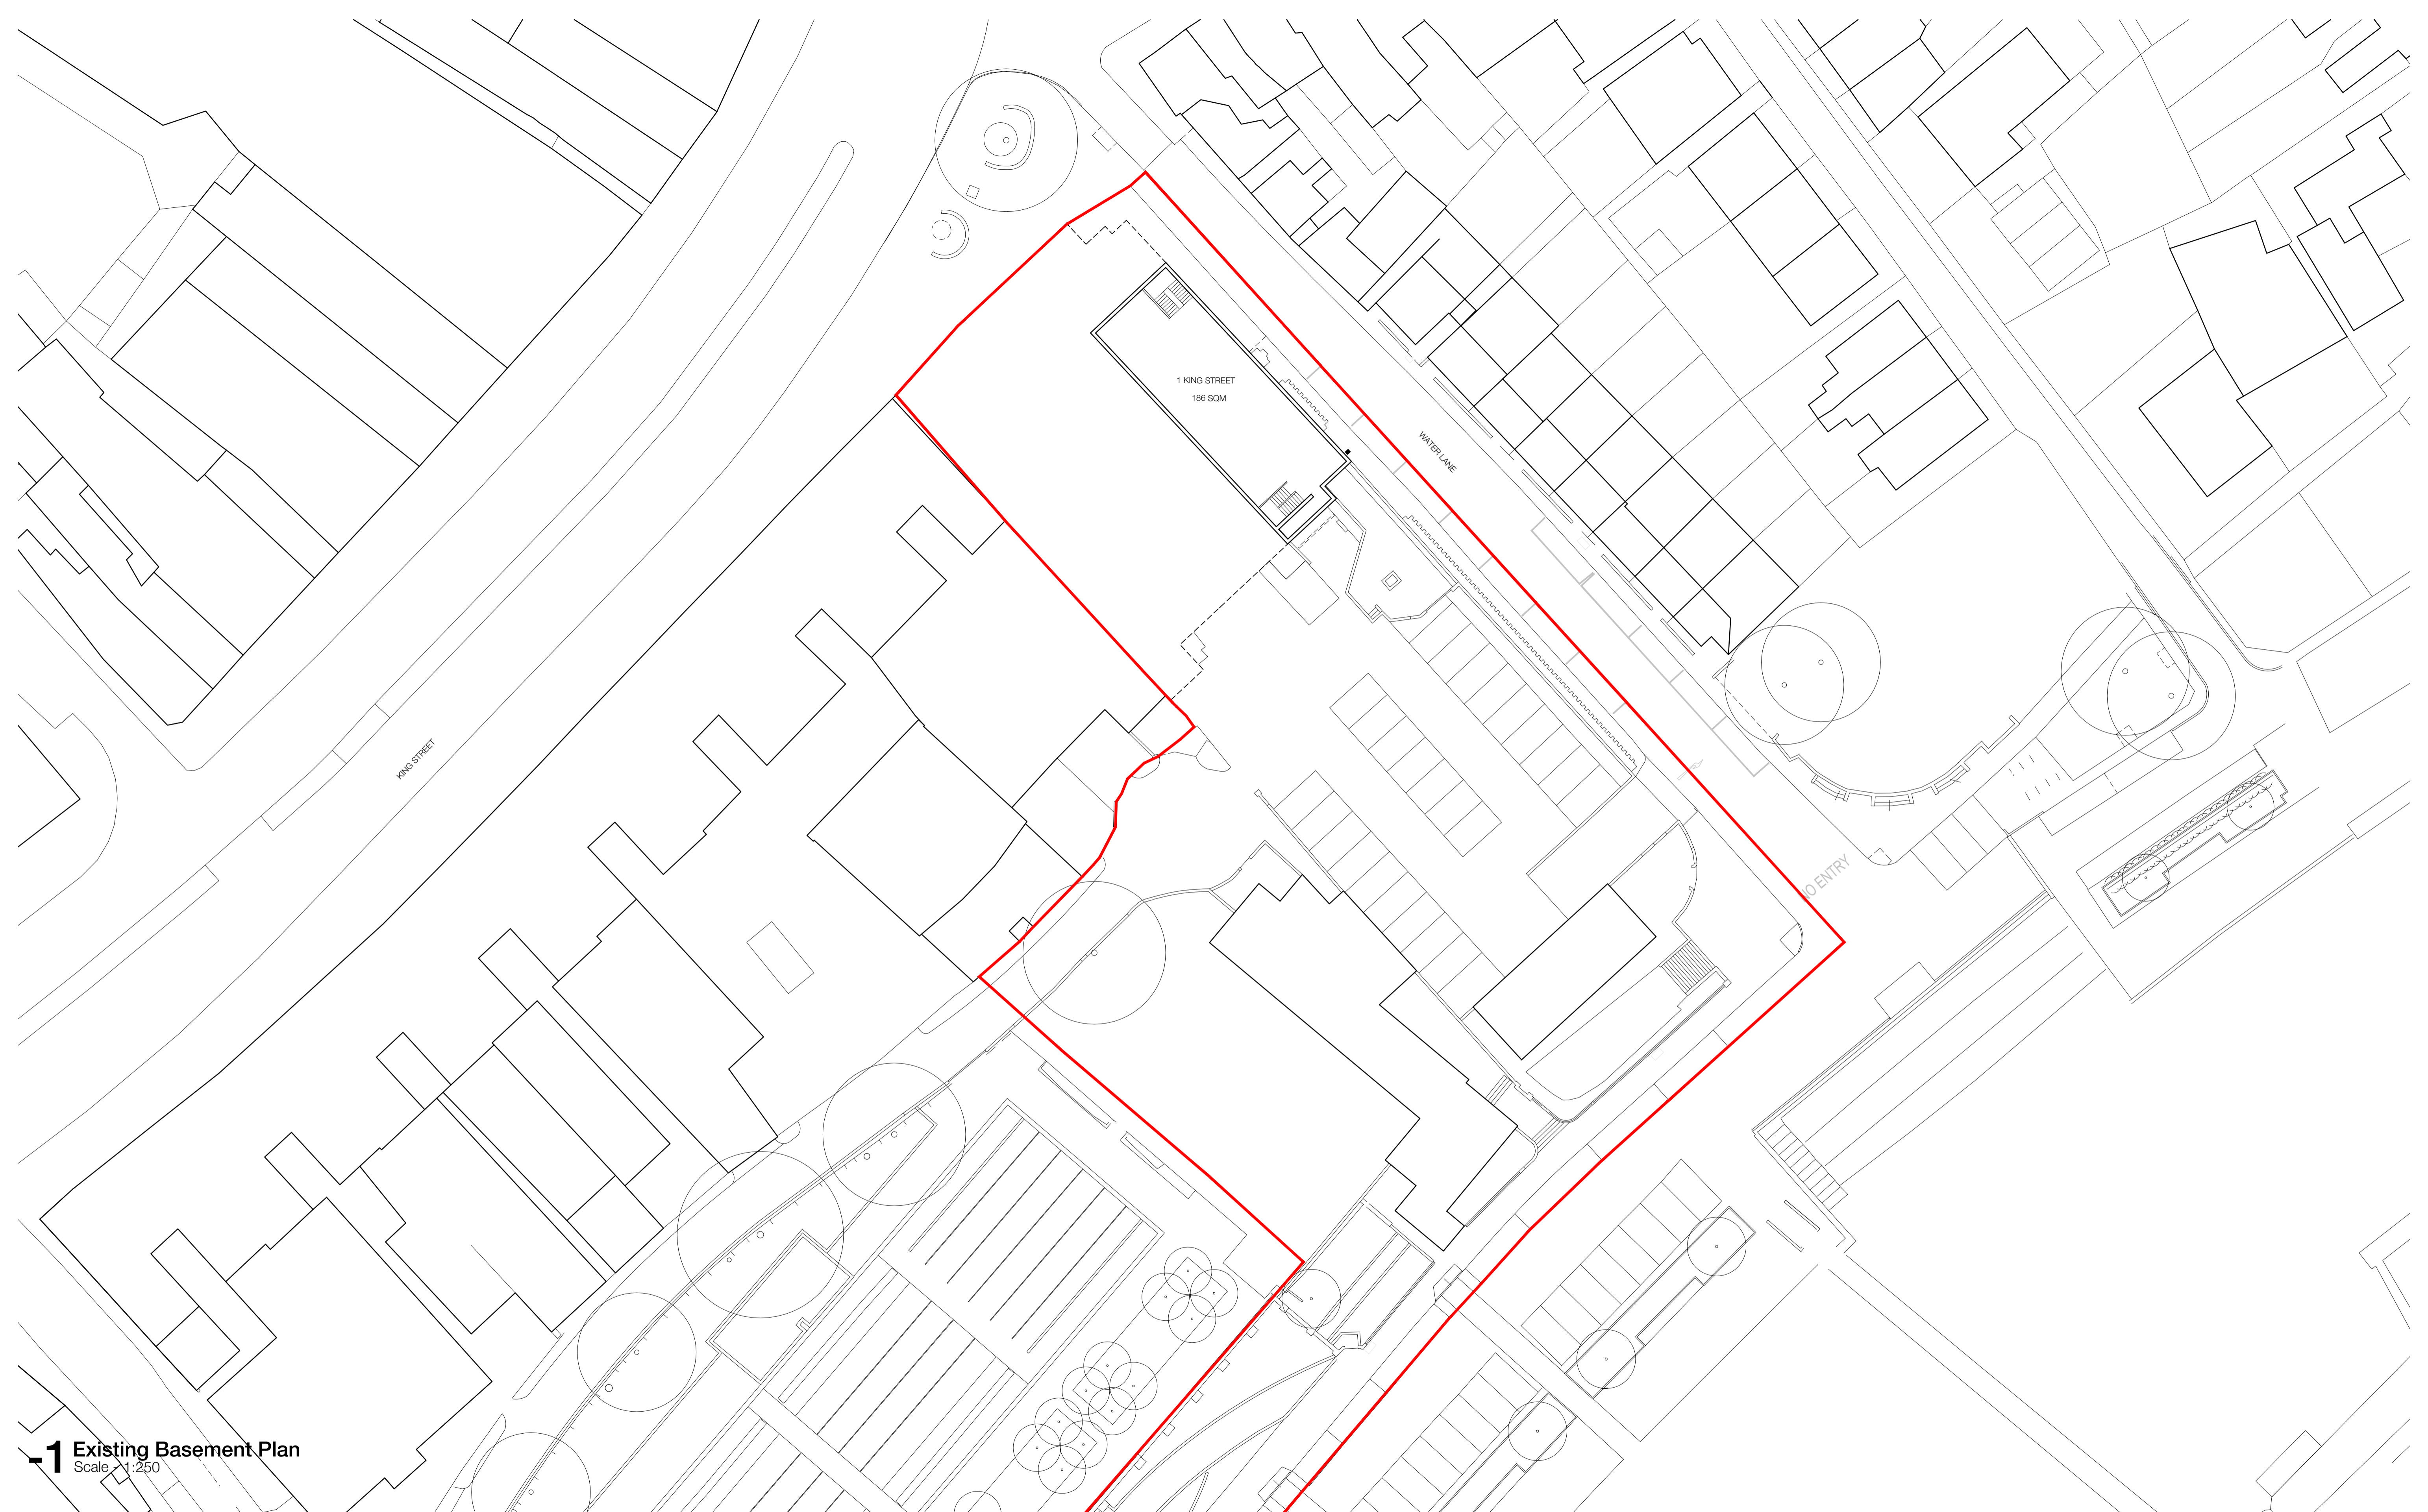 1 KING STREET
186 SQM
WATER LANE
KING STREET
NO ENTRY
-1 Existing Basement Plan
Scale - 1:250